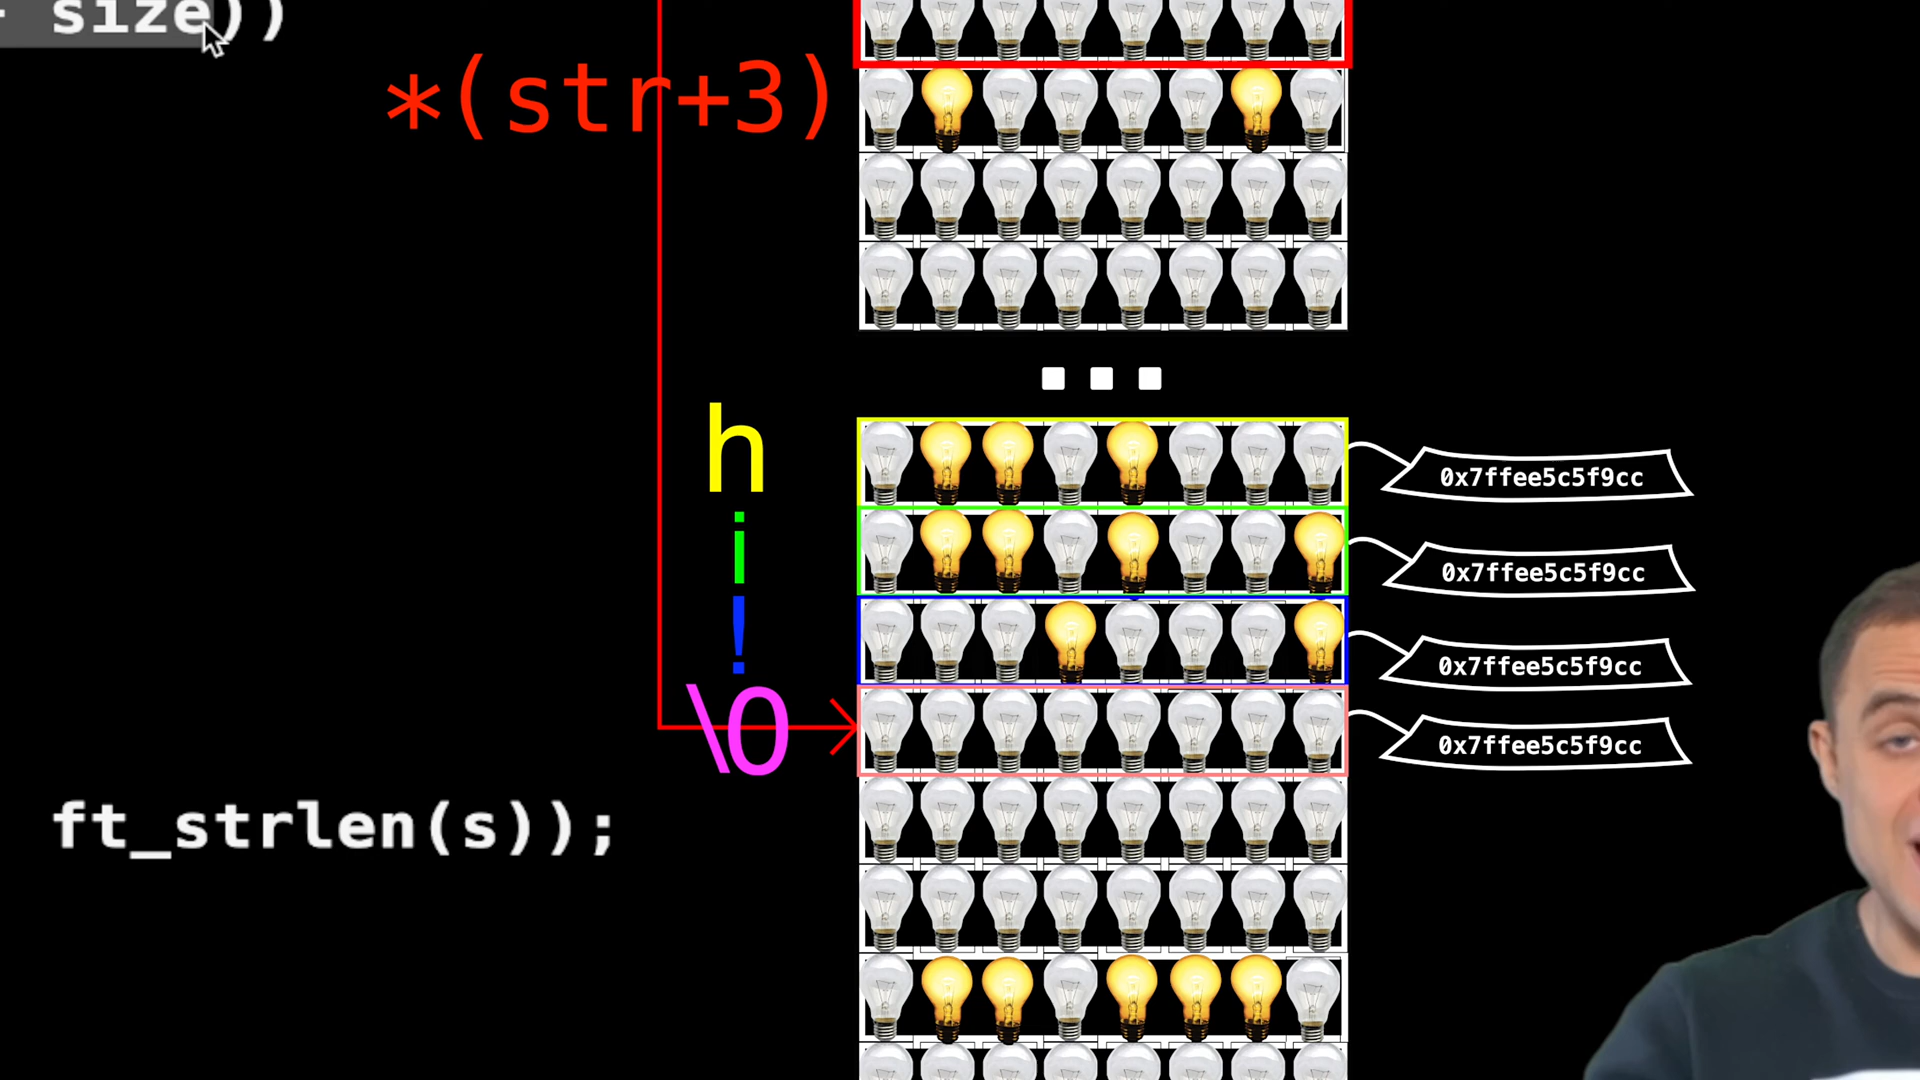 size))
*(str+3)
h
0x7ffee5c5f9cc
i
0x7ffee5c5f9cc
!
0x7ffee5c5f9cc
\0
0x7ffee5c5f9cc
ft_strlen(s));